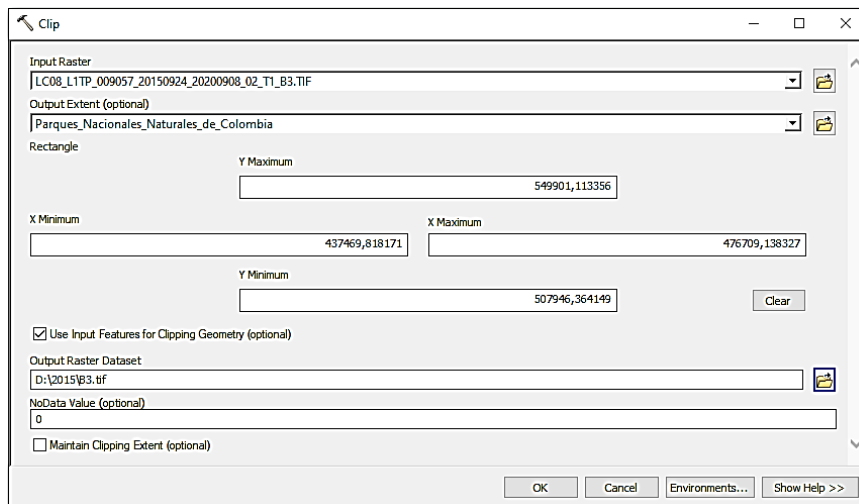 Clip
Input Raster
LC08_L1TP_009057_20150924_20200908_02_T1_B3.TIF
Output Extent (optional)
Parques_Nacionales_Naturales_de_Colombia
Rectangle
Y Maximum
549901,113356
X Minimum
X Maximum
437469,818171
476709,138327
Y Minimum
507946,364149
Clear
Use Input Features for Clipping Geometry (optional)
Output Raster Dataset
D:\2015\B3.tif
NoData Value (optional)
0
Maintain Clipping Extent (optional)
OK
Cancel
Environments...
Show Help >>